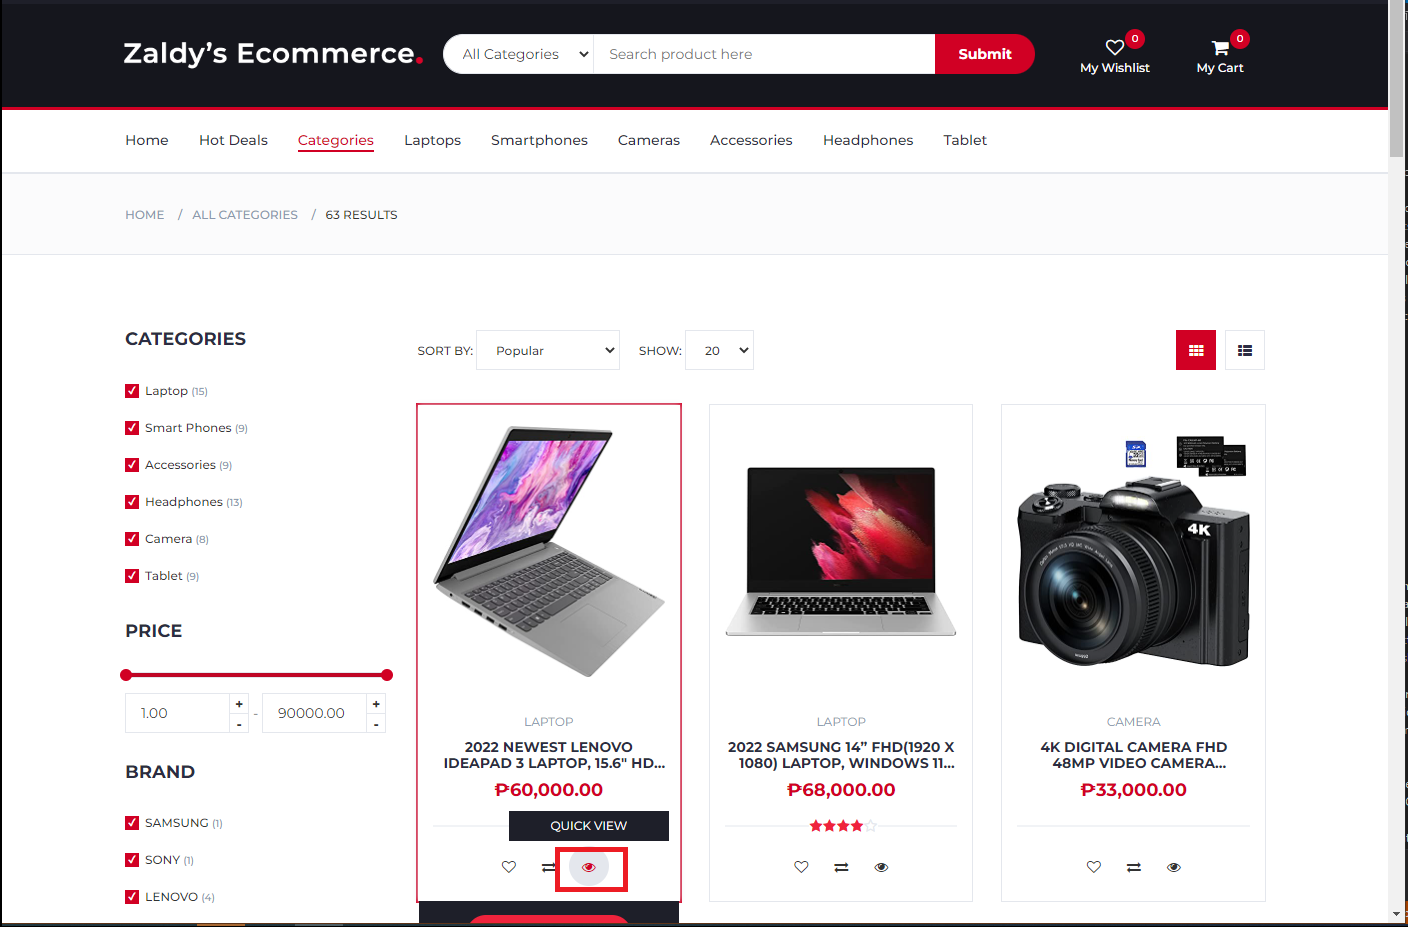 Zaldy’s Ecommerce.
All Categories
Search product here
Submit
0
My Wishlist
0
My Cart
Home
Hot Deals
Categories
Laptops
Smartphones
Cameras
Accessories
Headphones
Tablet
HOME / ALL CATEGORIES / 63 RESULTS
CATEGORIES
Laptop (15)
Smart Phones (9)
Accessories (9)
Headphones (13)
Camera (8)
Tablet (9)
PRICE
1.00
+
-
-
90000.00
+
-
BRAND
SAMSUNG (1)
SONY (1)
LENOVO (4)
SORT BY: Popular
SHOW: 20
LAPTOP
2022 NEWEST LENOVO
IDEAPAD 3 LAPTOP, 15.6" HD...
₱60,000.00
QUICK VIEW
LAPTOP
2022 SAMSUNG 14” FHD(1920 X
1080) LAPTOP, WINDOWS 11...
₱68,000.00
4K
CAMERA
4K DIGITAL CAMERA FHD
48MP VIDEO CAMERA...
₱33,000.00